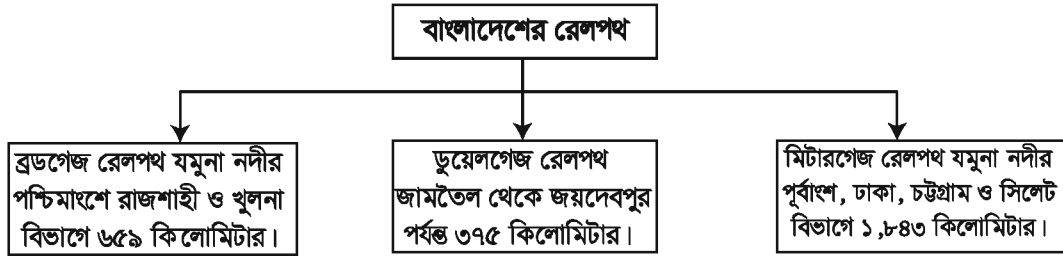 বাংলাদেশের রেলপথ
ব্রডগেজ রেলপথ যমুনা নদীর
পশ্চিমাংশে রাজশাহী ও খুলনা
বিভাগে ৬৫৯ কিলোমিটার।
ডুয়েলগেজ রেলপথ
জামতৈল থেকে জয়দেবপুর
পর্যন্ত ৩৭৫ কিলোমিটার।
মিটারগেজ রেলপথ যমুনা নদীর
পূর্বাংশ, ঢাকা, চট্টগ্রাম ও সিলেট
বিভাগে ১,৮৪৩ কিলোমিটার।